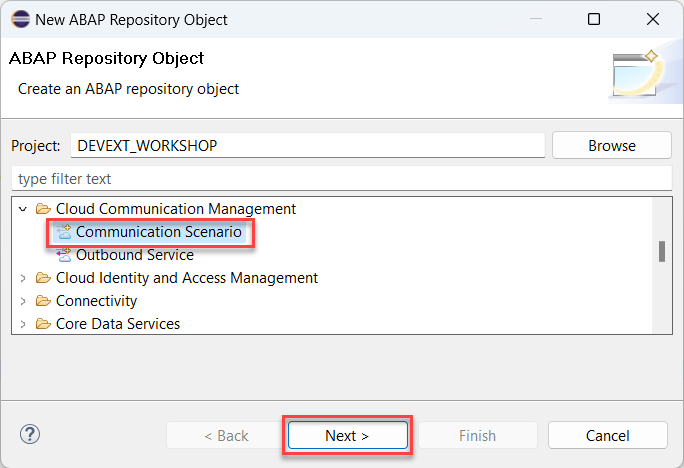 New ABAP Repository Object
ABAP Repository Object
Create an ABAP repository object
Project: DEVEXT_WORKSHOP Browse
type filter text
Cloud Communication Management
Communication Scenario
Outbound Service
Cloud Identity and Access Management
Connectivity
Core Data Services
? < Back Next > Finish Cancel